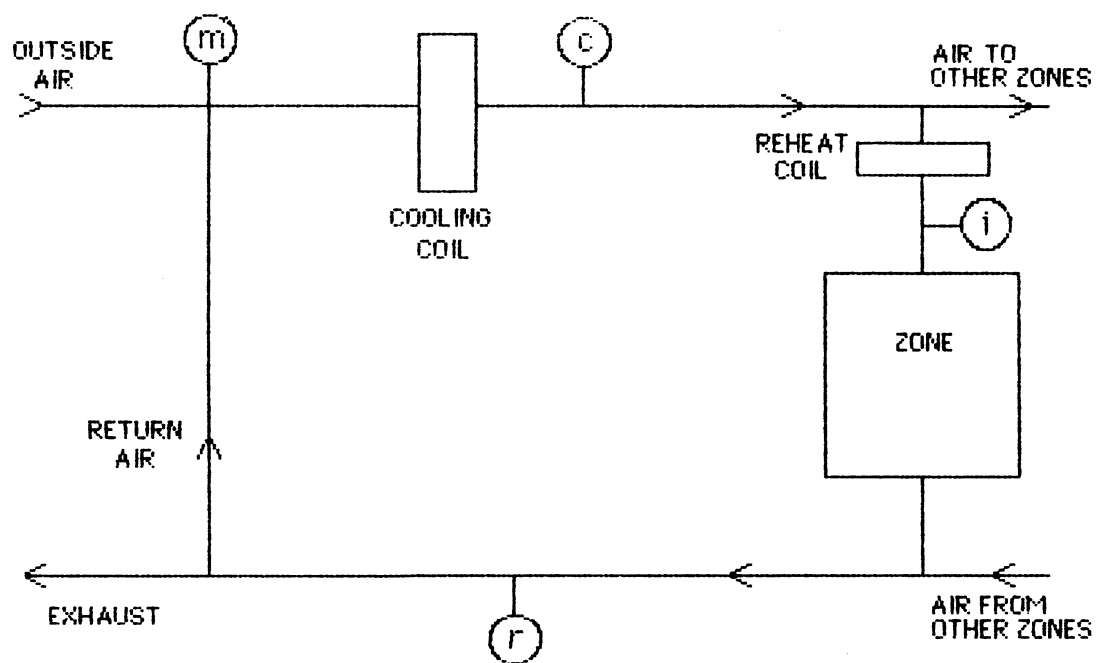 m
c
OUTSIDE
AIR
AIR TO
OTHER ZONES
REHEAT
COIL
COOLING
COIL
i
ZONE
RETURN
AIR
EXHAUST
r
AIR FROM
OTHER ZONES